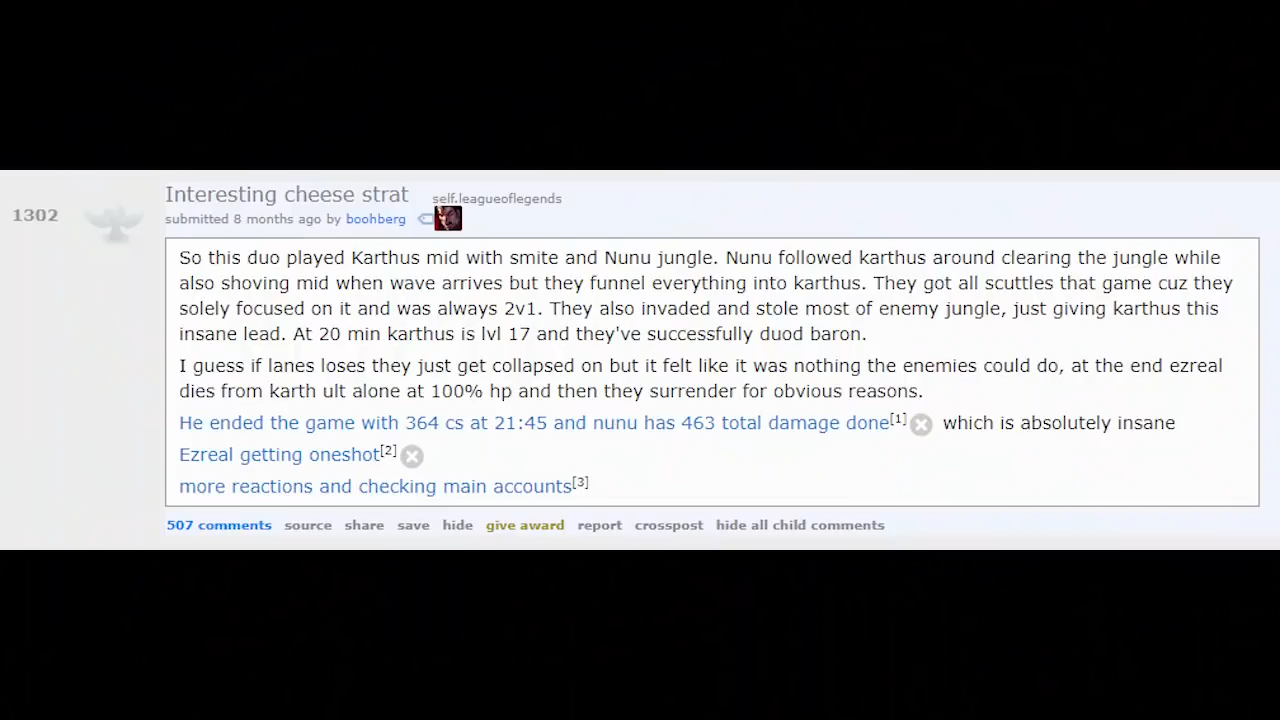 Interesting cheese strat self.leagueoflegends
1302
submitted 8 months ago by boohberg
So this duo played Karthus mid with smite and Nunu jungle. Nunu followed karthus around clearing the jungle while
also shoving mid when wave arrives but they funnel everything into karthus. They got all scuttles that game cuz they
solely focused on it and was always 2v1. They also invaded and stole most of enemy jungle, just giving karthus this
insane lead. At 20 min karthus is lvl 17 and they've successfully duod baron.
I guess if lanes loses they just get collapsed on but it felt like it was nothing the enemies could do, at the end ezreal
dies from karth ult alone at 100% hp and then they surrender for obvious reasons.
He ended the game with 364 cs at 21:45 and nunu has 463 total damage done[1] which is absolutely insane
Ezreal getting oneshot[2]
more reactions and checking main accounts[3]
507 comments source share save hide give award report crosspost hide all child comments